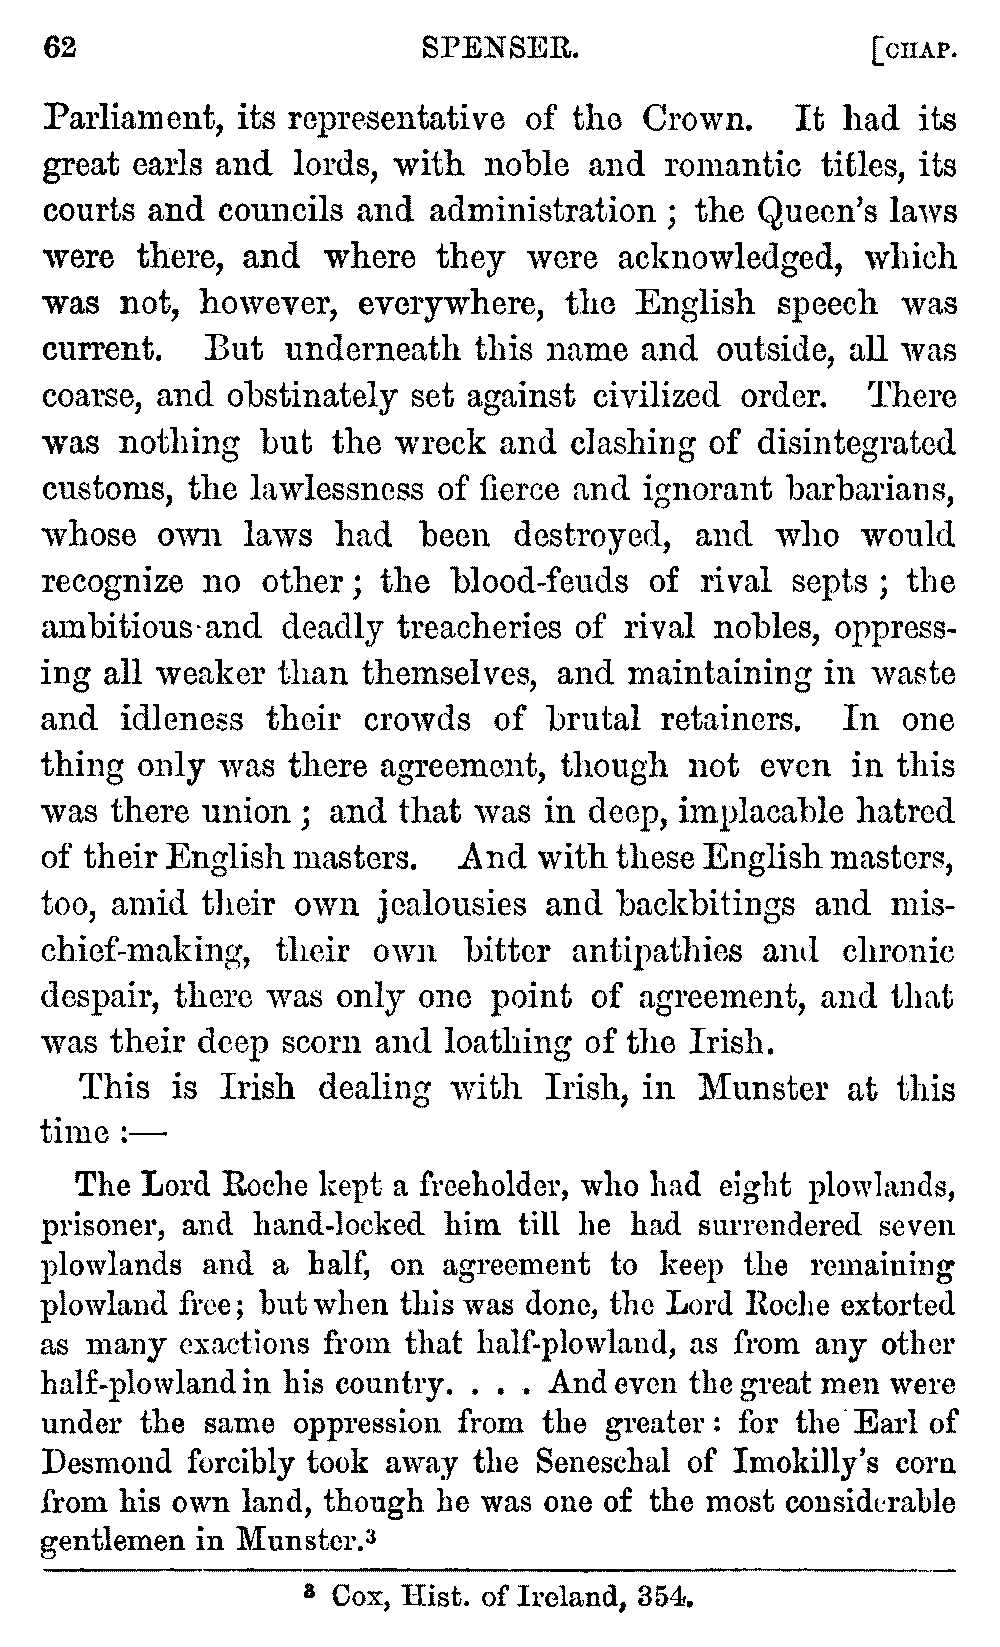 62 SPENSER. [CHAP.
Parliament, its representative of the Crown. It had its
great earls and lords, with noble and romantic titles, its
courts and councils and administration ; the Queen's laws
were there, and where they were acknowledged, which
was not, however, everywhere, the English speech was
current. But underneath this name and outside, all was
coarse, and obstinately set against civilized order. There
was nothing but the wreck and clashing of disintegrated
customs, the lawlessness of fierce and ignorant barbarians,
whose own laws had been destroyed, and who would
recognize no other ; the blood-feuds of rival septs ; the
ambitious and deadly treacheries of rival nobles, oppress-
ing all weaker than themselves, and maintaining in waste
and idleness their crowds of brutal retainers. In one
thing only was there agreement, though not even in this
was there union ; and that was in deep, implacable hatred
of their English masters. And with these English masters,
too, amid their own jealousies and backbitings and mis-
chief-making, their own bitter antipathies and chronic
despair, there was only one point of agreement, and that
was their deep scorn and loathing of the Irish.
This is Irish dealing with Irish, in Munster at this
time :—
The Lord Roche kept a freeholder, who had eight plowlands,
prisoner, and hand-locked him till he had surrendered seven
plowlands and a half, on agreement to keep the remaining
plowland free; but when this was done, the Lord Roche extorted
as many exactions from that half-plowland, as from any other
half-plowland in his country. . . . And even the great men were
under the same oppression from the greater : for the Earl of
Desmond forcibly took away the Seneschal of Imokilly's corn
from his own land, though he was one of the most considerable
gentlemen in Munster.³
³ Cox, Hist. of Ireland, 354.